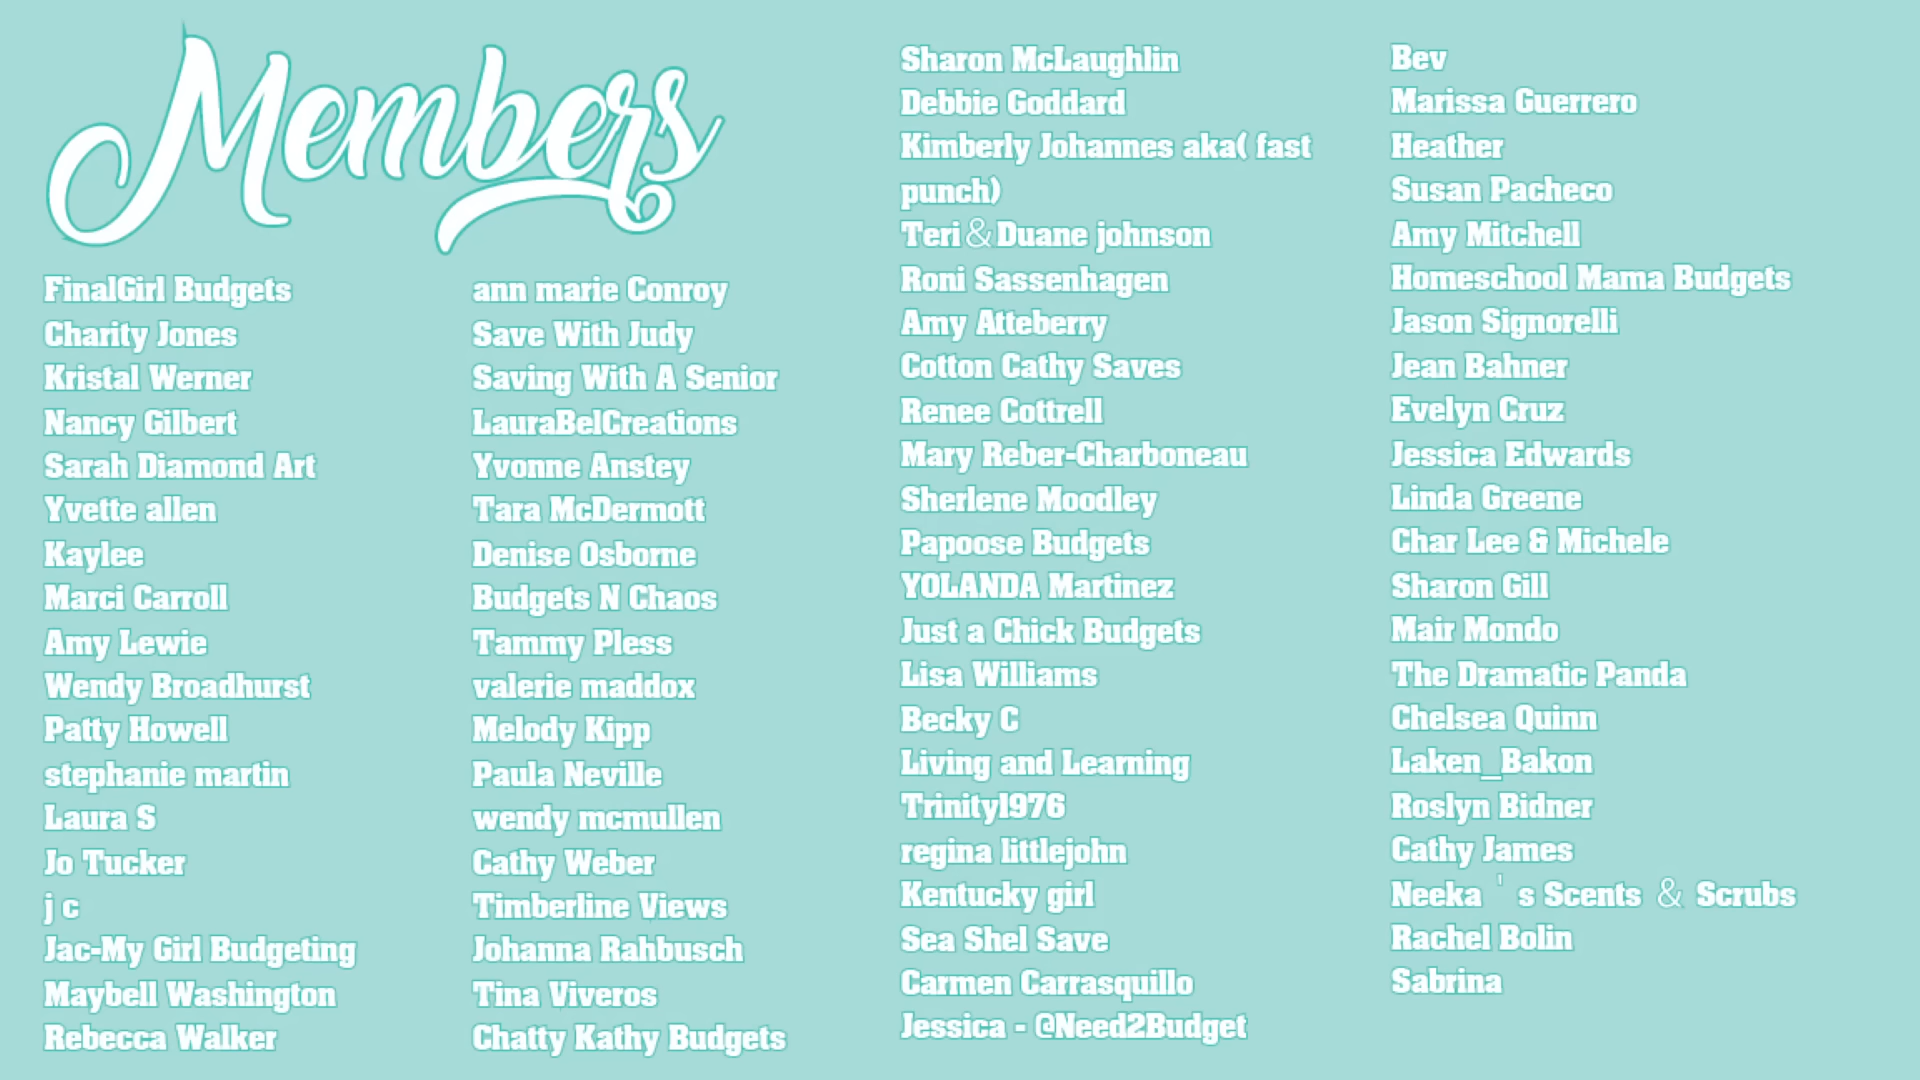 Members
FinalGirl Budgets
Charity Jones
Kristal Werner
Nancy Gilbert
Sarah Diamond Art
Yvette allen
Kaylee
Marci Carroll
Amy Lewie
Wendy Broadhurst
Patty Howell
stephanie martin
Laura S
Jo Tucker
j c
Jac-My Girl Budgeting
Maybell Washington
Rebecca Walker
ann marie Conroy
Save With Judy
Saving With A Senior
LauraBelCreations
Yvonne Anstey
Tara McDermott
Denise Osborne
Budgets N Chaos
Tammy Pless
valerie maddox
Melody Kipp
Paula Neville
wendy mcmullen
Cathy Weber
Timberline Views
Johanna Rahbusch
Tina Viveros
Chatty Kathy Budgets
Sharon McLaughlin
Debbie Goddard
Kimberly Johannes aka( fast
punch)
Teri＆Duane johnson
Roni Sassenhagen
Amy Atteberry
Cotton Cathy Saves
Renee Cottrell
Mary Reber-Charboneau
Sherlene Moodley
Papoose Budgets
YOLANDA Martinez
Just a Chick Budgets
Lisa Williams
Becky C
Living and Learning
Trinity1976
regina littlejohn
Kentucky girl
Sea Shel Save
Carmen Carrasquillo
Jessica - @Need2Budget
Bev
Marissa Guerrero
Heather
Susan Pacheco
Amy Mitchell
Homeschool Mama Budgets
Jason Signorelli
Jean Bahner
Evelyn Cruz
Jessica Edwards
Linda Greene
Char Lee & Michele
Sharon Gill
Mair Mondo
The Dramatic Panda
Chelsea Quinn
Laken_Bakon
Roslyn Bidner
Cathy James
Neeka＇s Scents ＆ Scrubs
Rachel Bolin
Sabrina